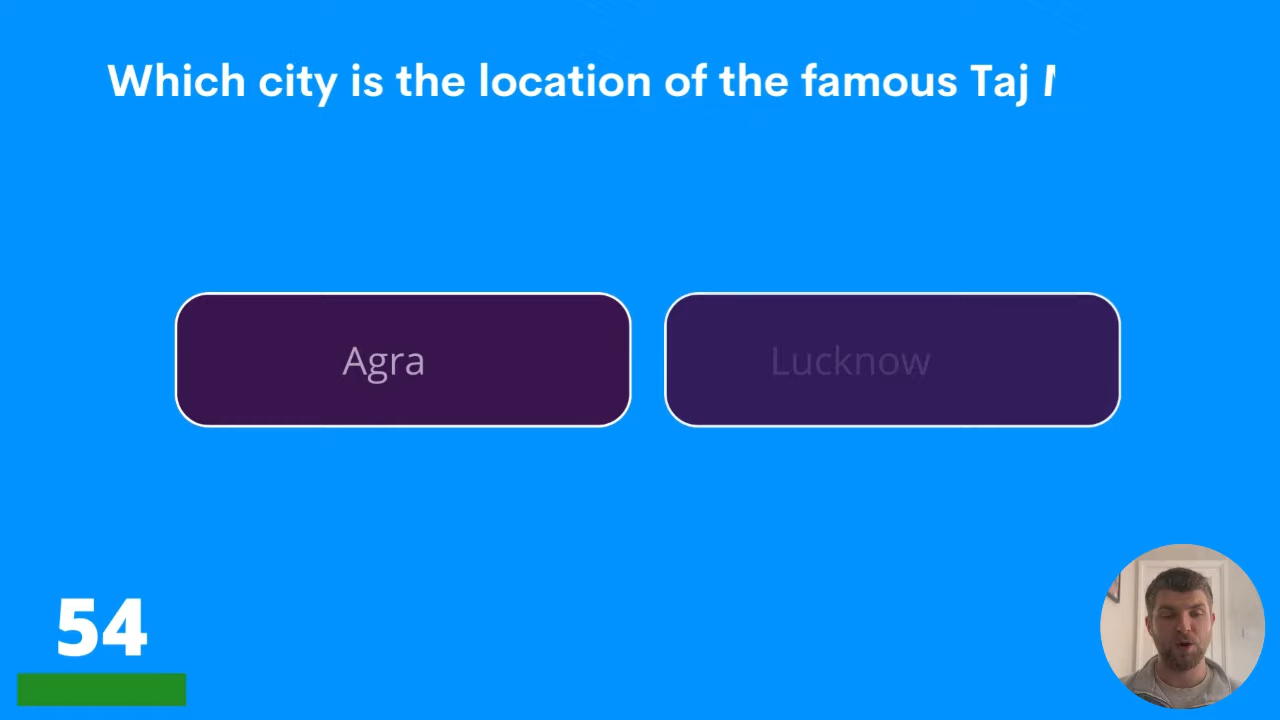 Which city is the location of the famous Taj
Agra
Lucknow
54